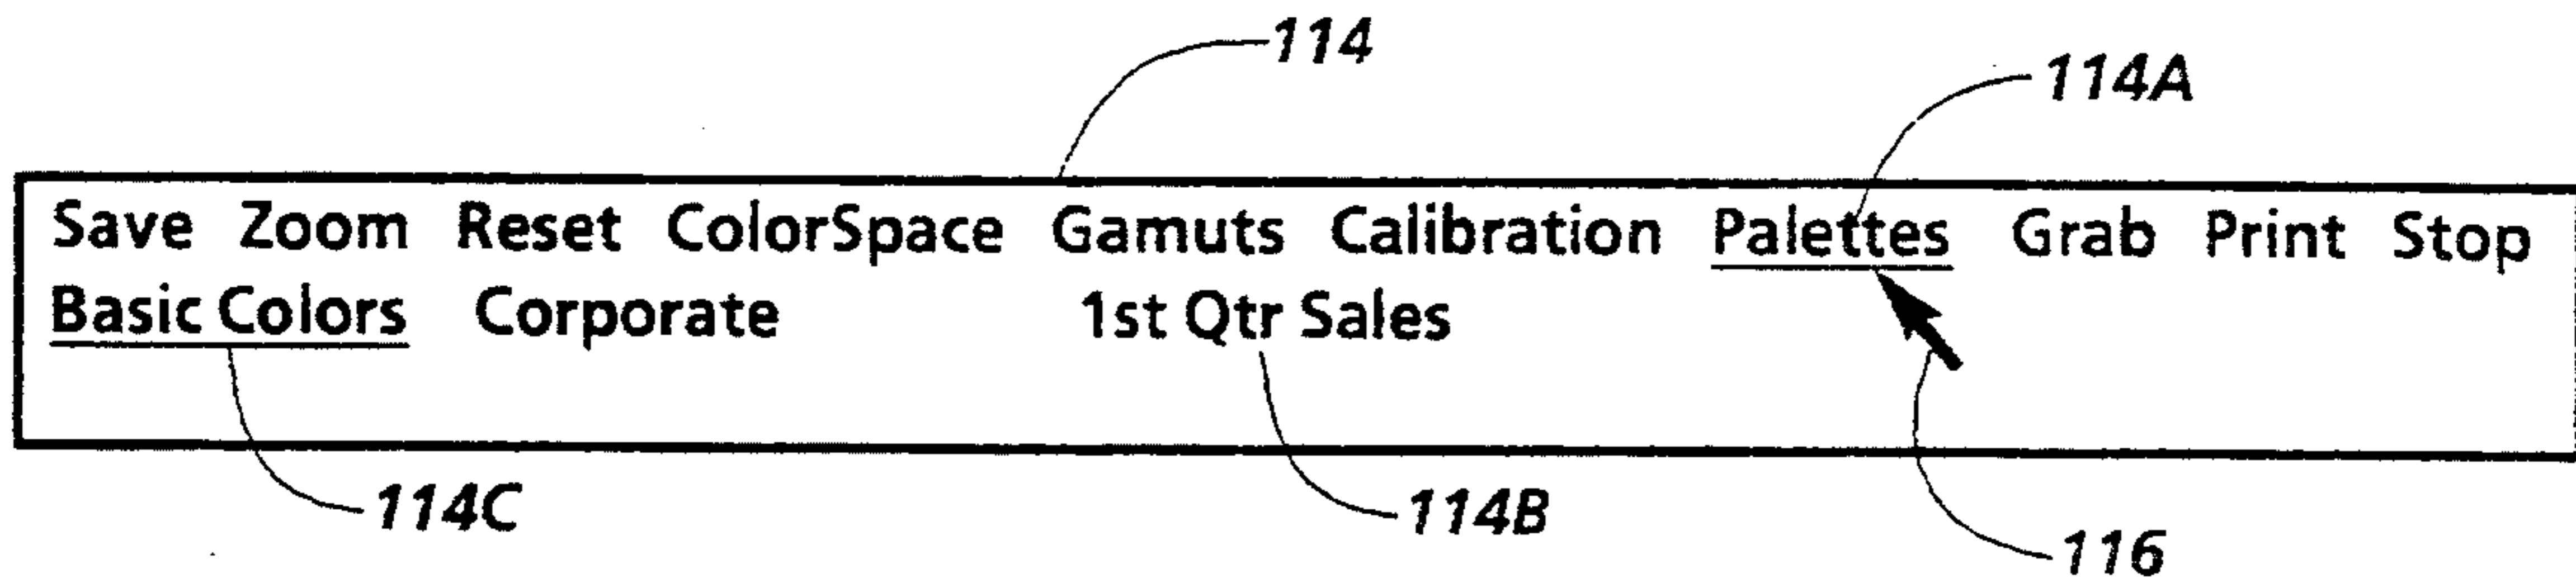 114
114A
Save Zoom Reset ColorSpace Gamuts Calibration Palettes Grab Print Stop
Basic Colors Corporate 1st Qtr Sales
114C
114B
116